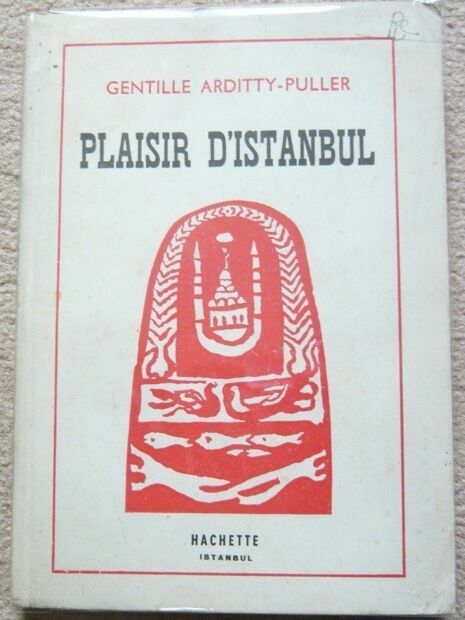 GENTILLE ARDITTY-PULLER
PLAISIR D'ISTANBUL
HACHETTE
ISTANBUL